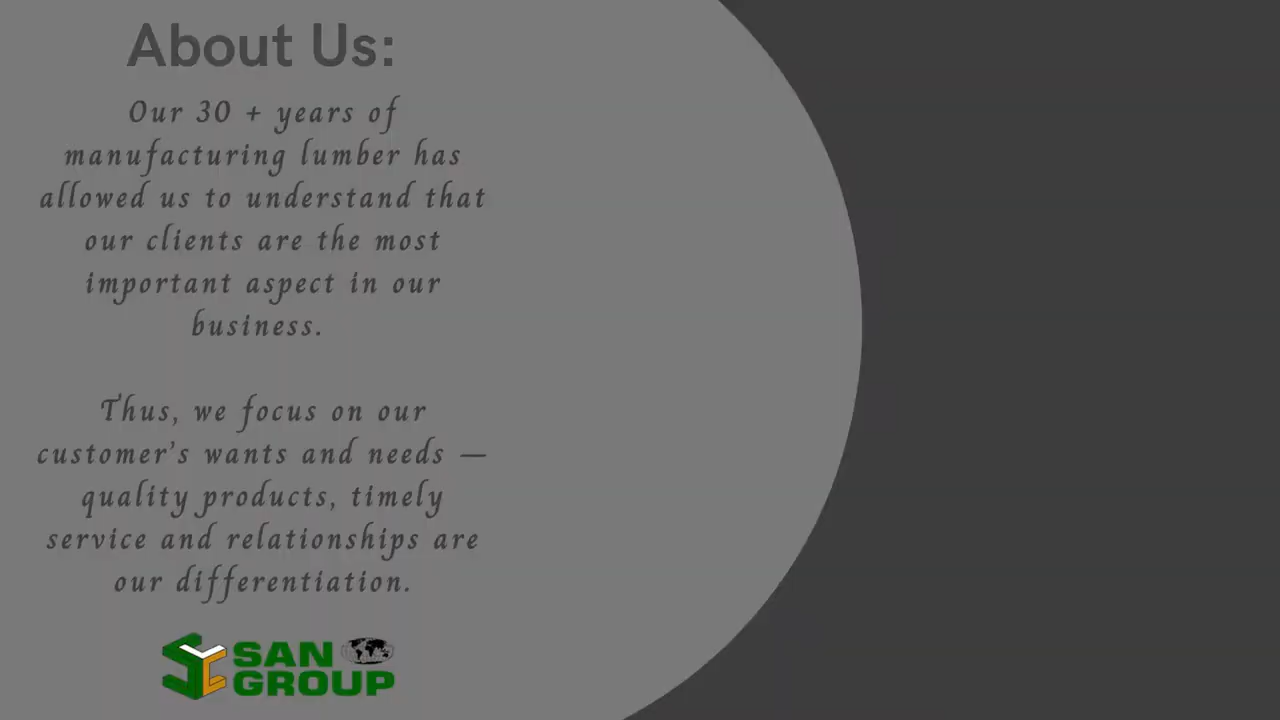 About Us:
Our 30 + years of
manufacturing lumber has
allowed us to understand that
our clients are the most
important aspect in our
business.
Thus, we focus on our
customer’s wants and needs —
quality products, timely
service and relationships are
our differentiation.
SAN
GROUP